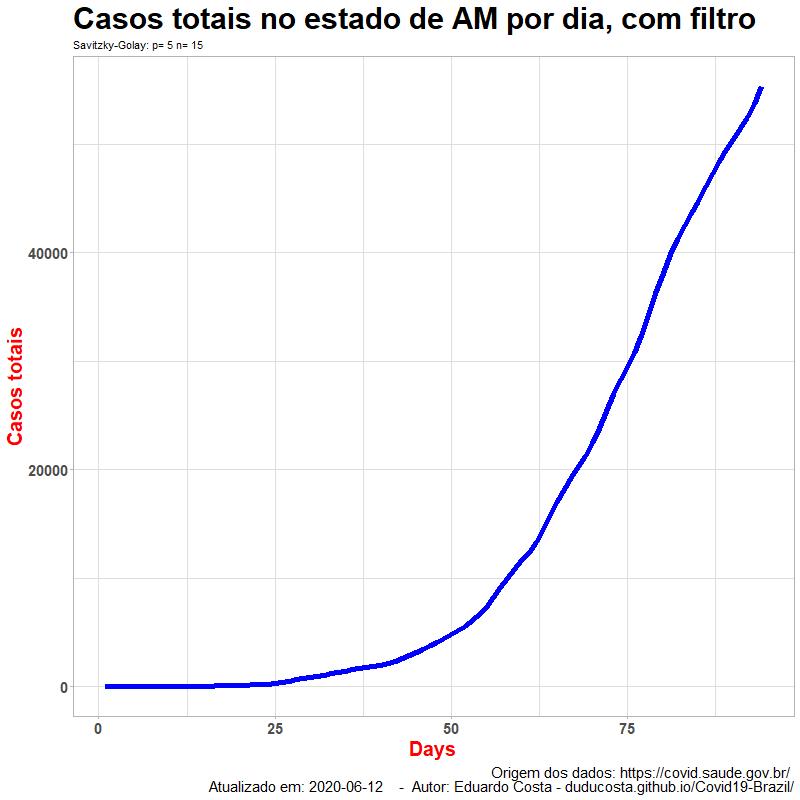 Casos totais no estado de AM por dia, com filtro
Savitzky-Golay: p= 5 n= 15
Casos totais
40000
20000
0
0 25 50 75
Days
Origem dos dados: https://covid.saude.gov.br/
Atualizado em: 2020-06-12 - Autor: Eduardo Costa - duducosta.github.io/Covid19-Brazil/